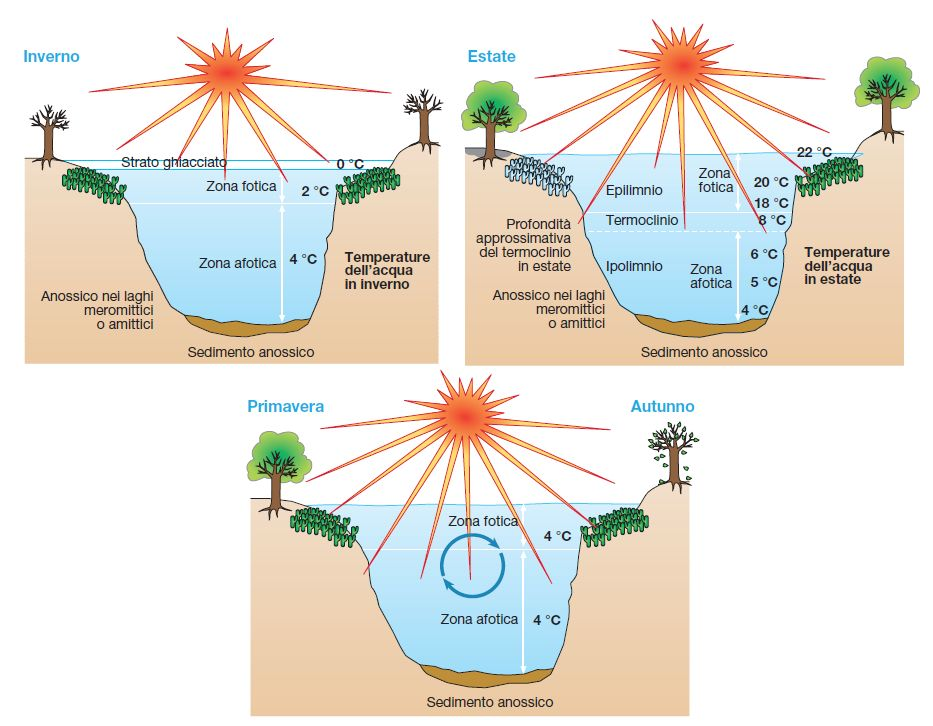 Inverno
Strato ghiacciato
0 °C
Zona fotica
2 °C
Zona afotica
4 °C
Temperature
dell'acqua
in inverno
Anossico nei laghi
meromittici
o amittici
Sedimento anossico
Estate
22 °C
Zona
fotica
20 °C
Epilimnio
18 °C
Termoclinio
8 °C
Profondità
approssimativa
del termoclinio
in estate
Ipolimnio
Zona
afotica
6 °C
5 °C
4 °C
Temperature
dell'acqua
in estate
Anossico nei laghi
meromittici
o amittici
Sedimento anossico
Primavera
Autunno
Zona fotica
4 °C
Zona afotica
4 °C
Sedimento anossico